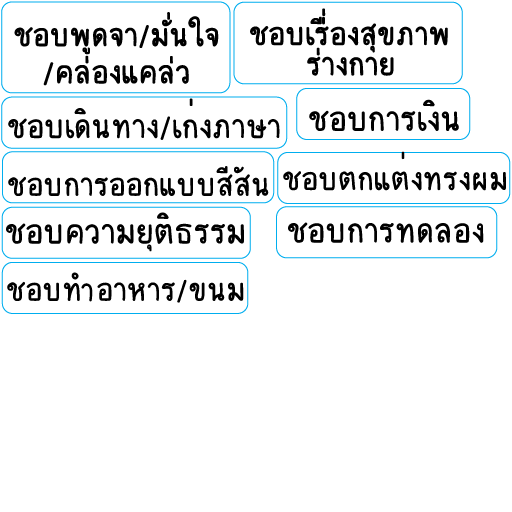 ชอบพูดจา/มั่นใจ
/คล่องแคล่ว
ชอบเรื่องสุขภาพ
ร่างกาย
ชอบเดินทาง/เก่งภาษา
ชอบการเงิน
ชอบการออกแบบสีสัน
ชอบตกแต่งทรงผม
ชอบความยุติธรรม
ชอบการทดลอง
ชอบทำอาหาร/ขนม